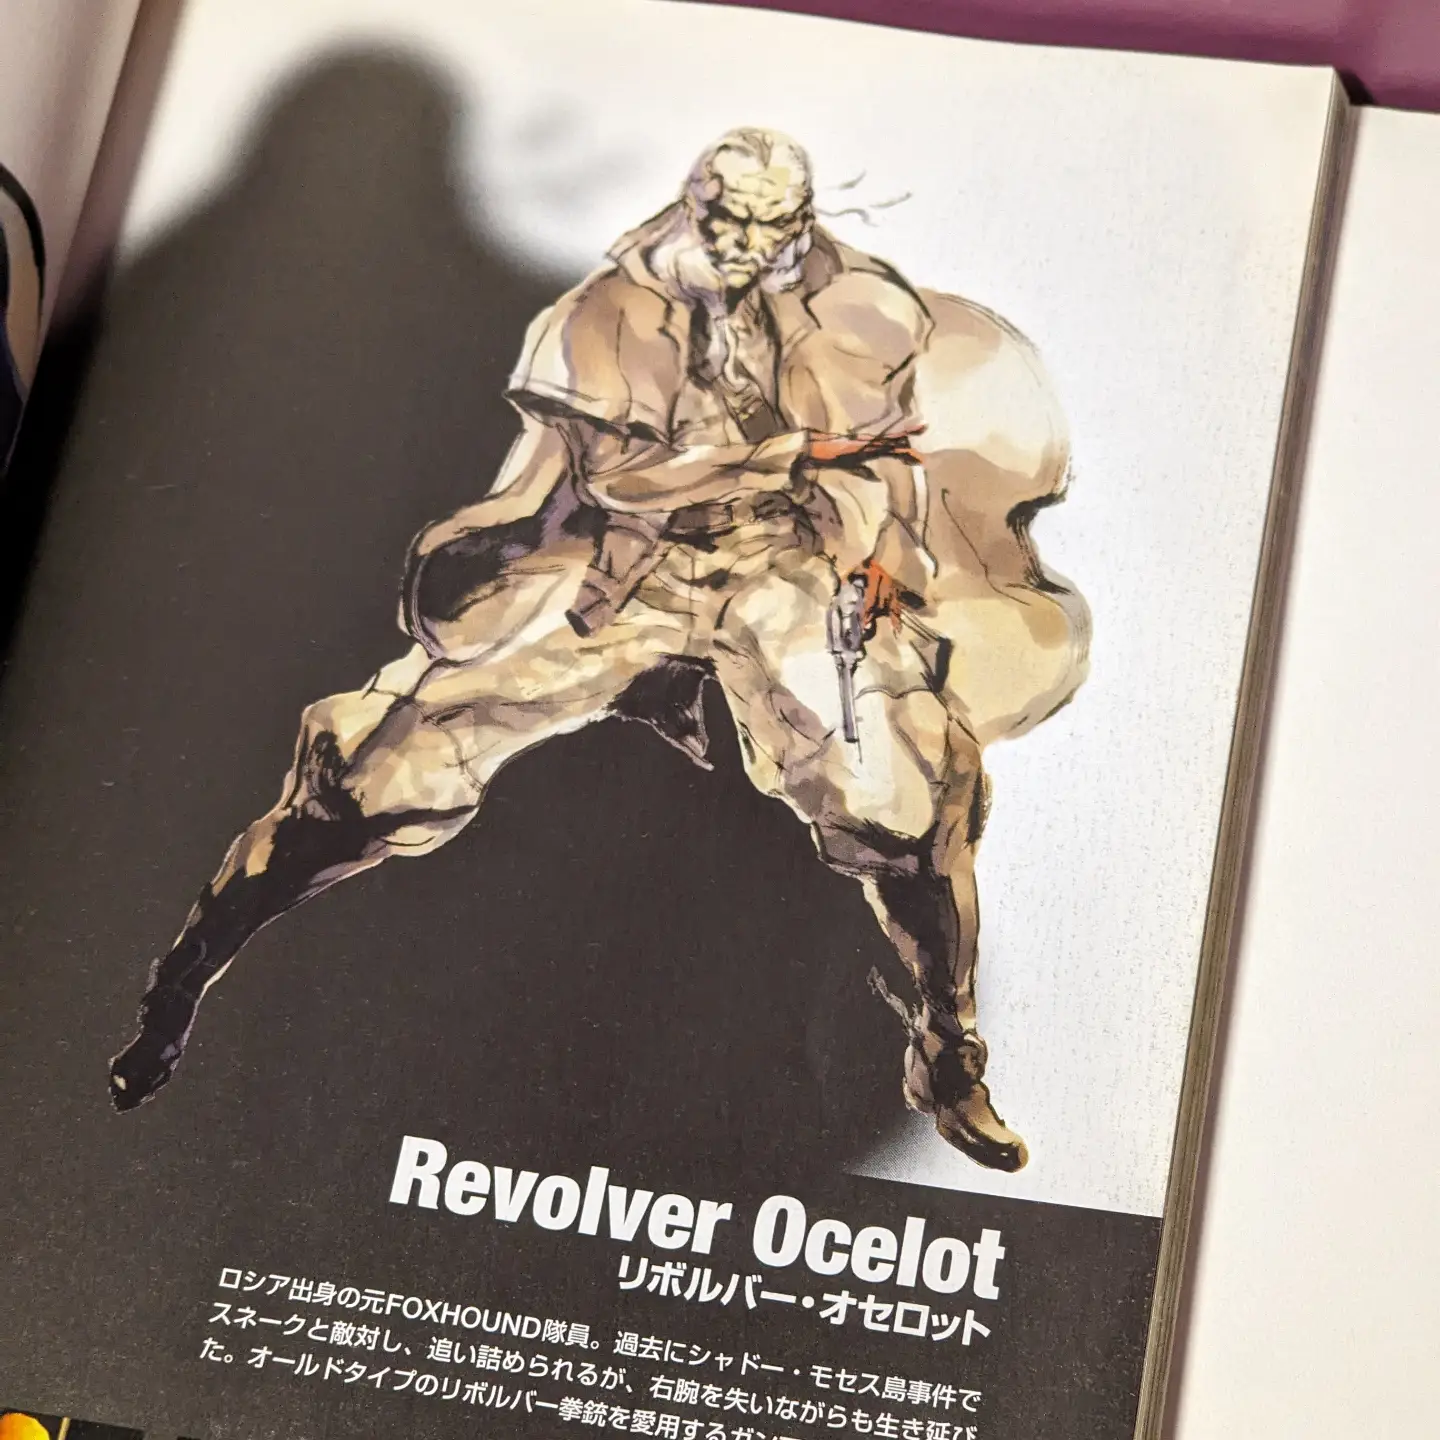 Revolver Ocelot
リボルバー・オセロット
ロシア出身の元FOXHOUND隊員。過去にシャドー・モセス島事件で
スネークと敵対し、追い詰められるが、右腕を失いながらも生き延び
た。オールドタイプのリボルバー拳銃を愛用するガン